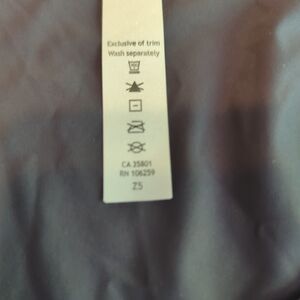 Exclusive of trim
Wash separately
CA 35801
RN 106259
Z5